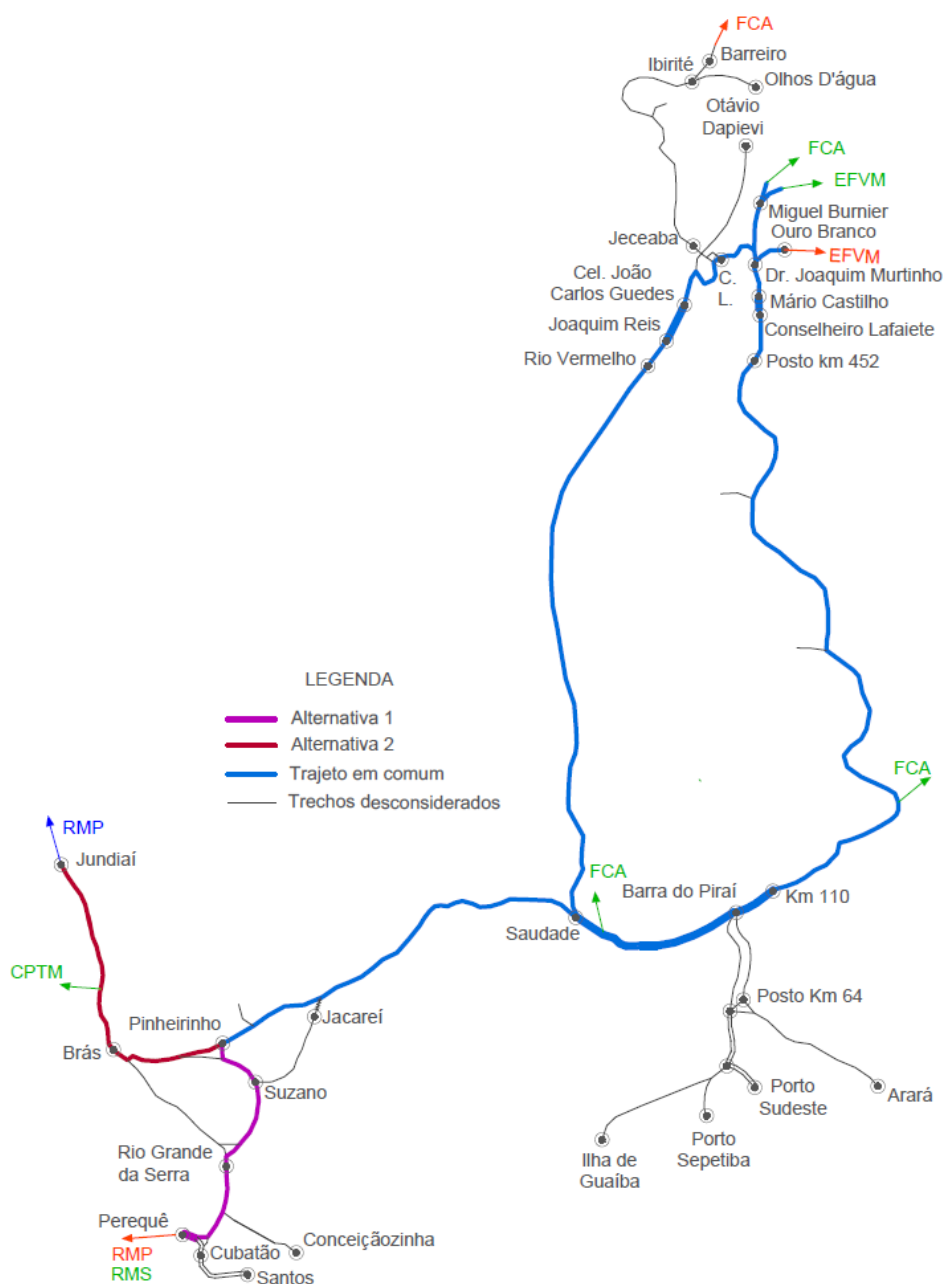 FCA
Barreiro
Ibirité
Olhos D'água
Otávio
Dapievi
FCA
EFVM
Miguel Burnier
Ouro Branco
Jeceaba
EFVM
Dr. Joaquim Murtinho
C.
L.
Cel. João
Carlos Guedes
Mário Castilho
Joaquim Reis
Conselheiro Lafaiete
Rio Vermelho
Posto km 452
LEGENDA
Alternativa 1
Alternativa 2
Trajeto em comum
Trechos desconsiderados
FCA
RMP
Jundiaí
FCA
Barra do Piraí
Km 110
Saudade
CPTM
Pinheirinho
Jacareí
Posto Km 64
Brás
Suzano
Porto
Sudeste
Arará
Ilha de
Guaíba
Porto
Sepetiba
Rio Grande
da Serra
Perequê
RMP
RMS
Cubatão
Conceiçãozinha
Santos